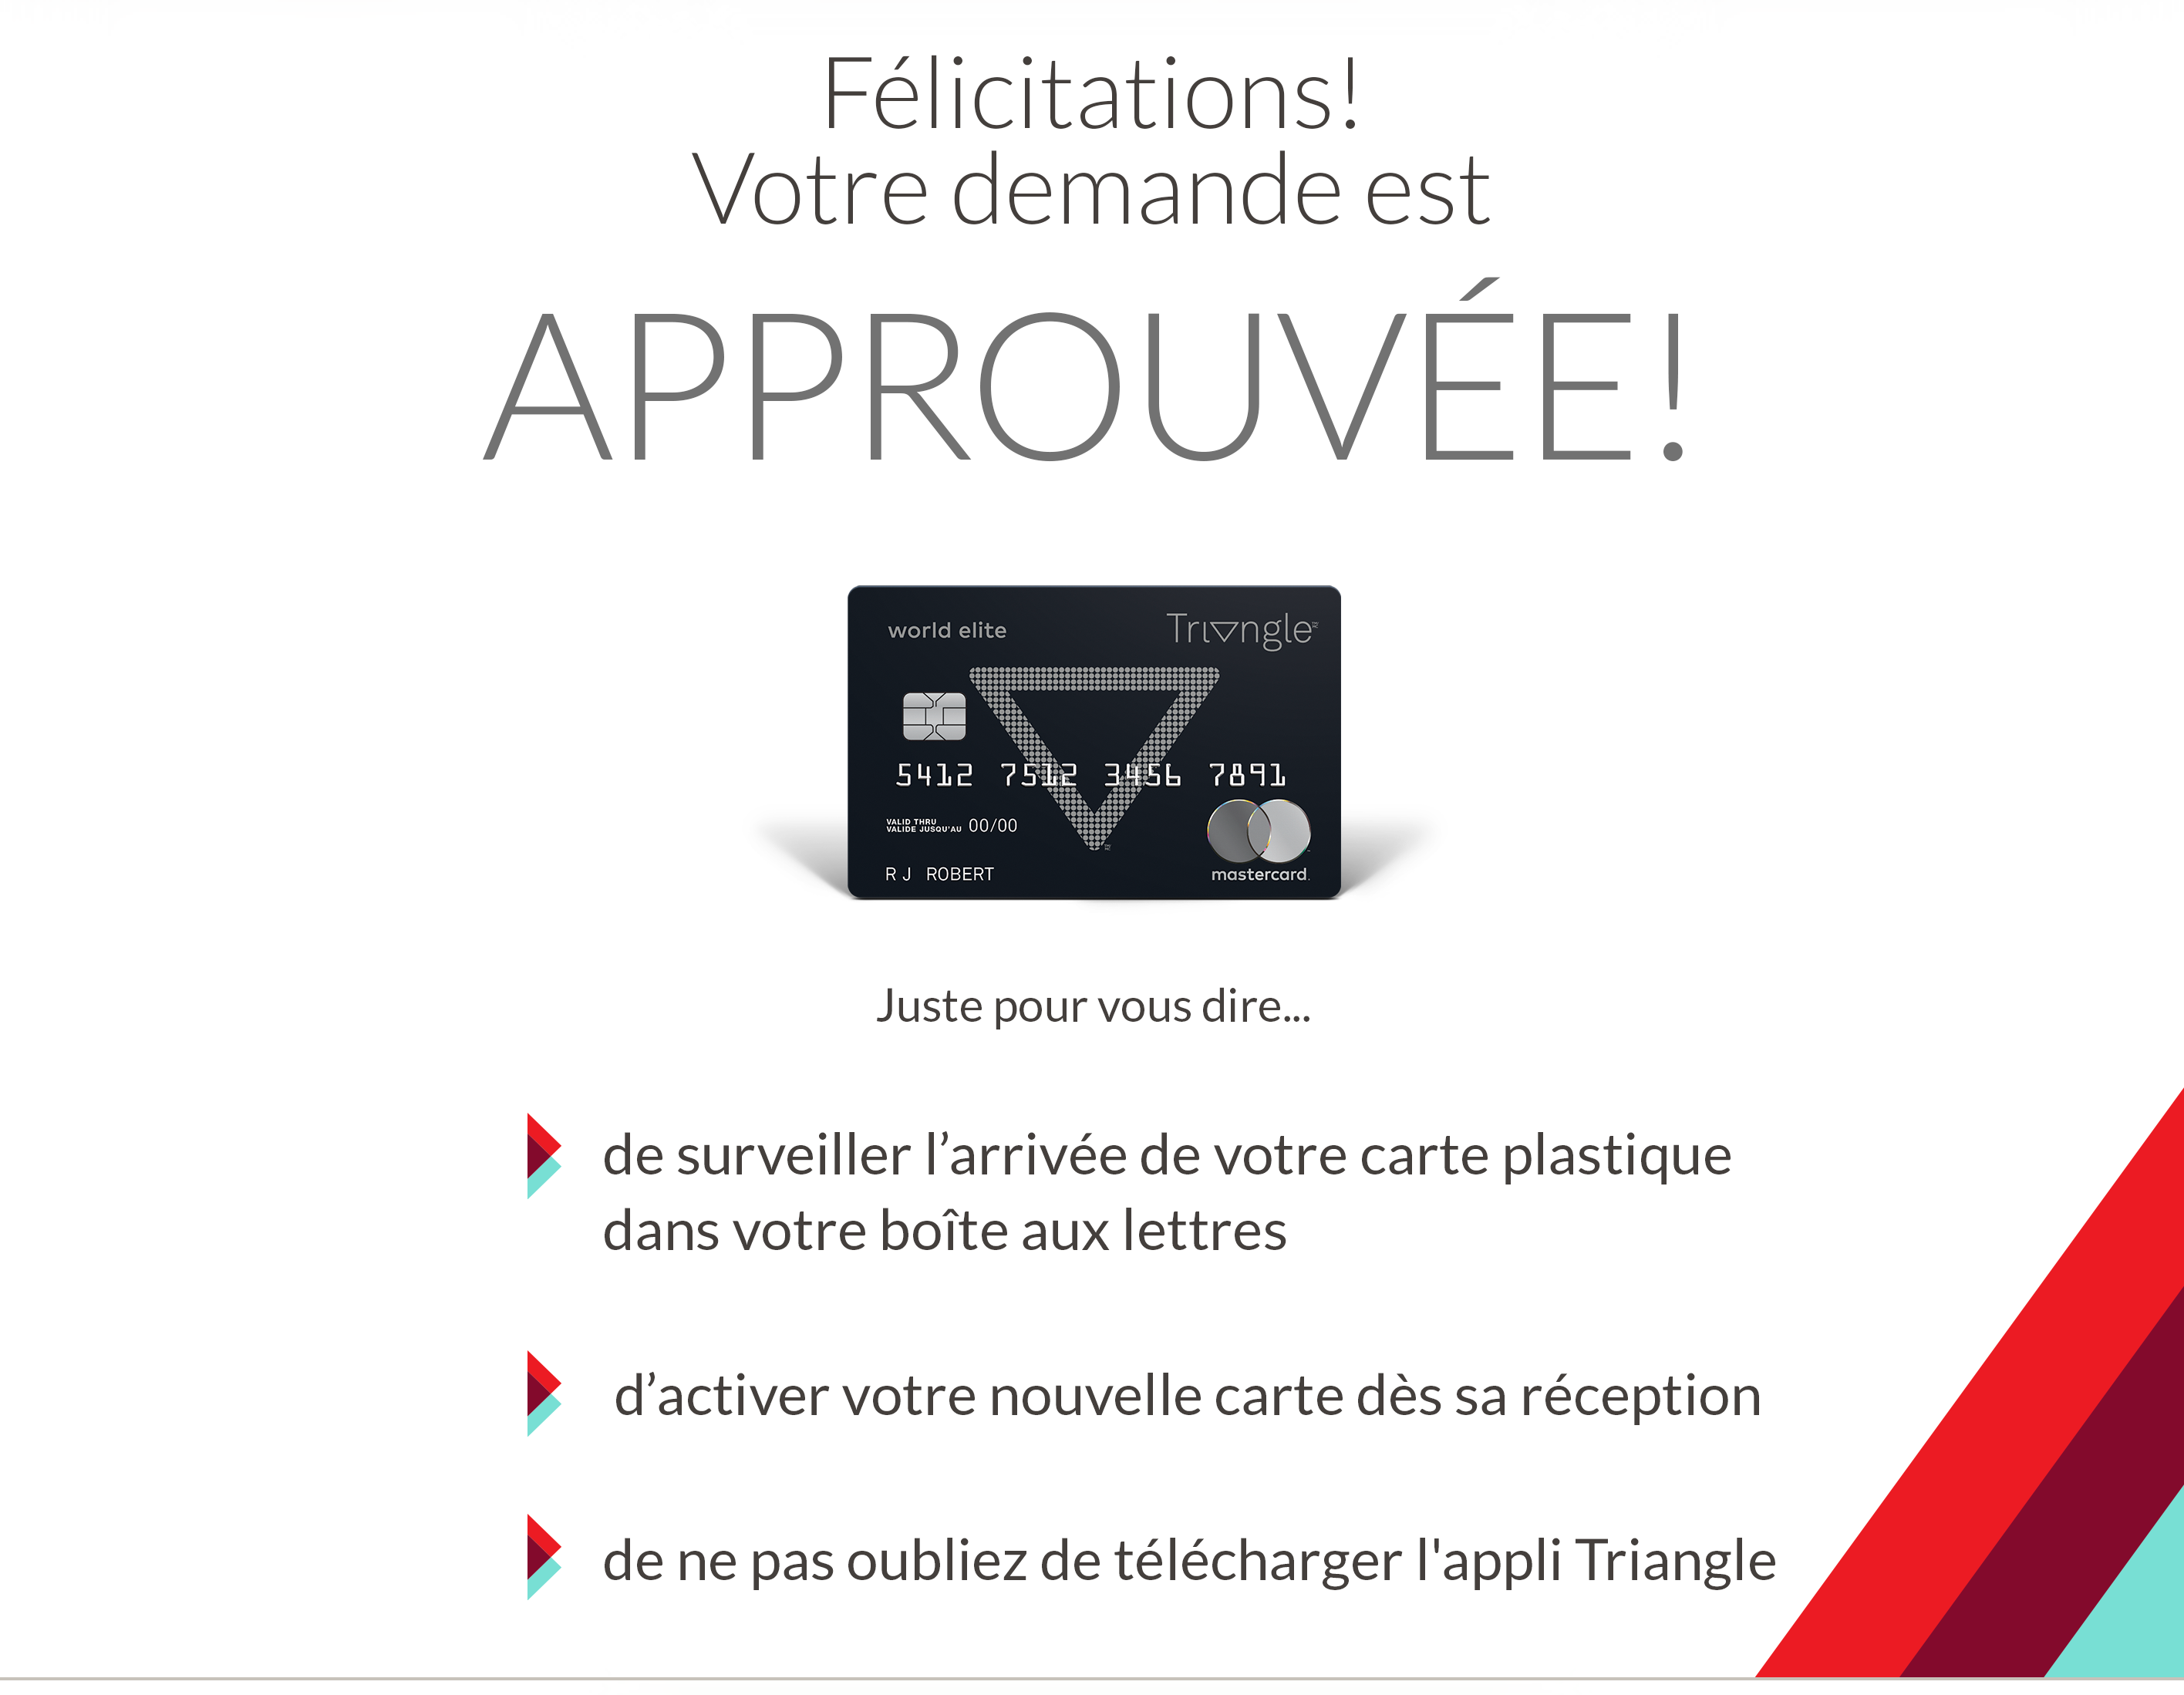 Félicitations!
Votre demande est
APPROUVÉE!
world elite
Triangle
5412 7512 3456 7891
VALID THRU
VALIDE JUSQU'AU 00/00
R J ROBERT
mastercard.
Juste pour vous dire...
de surveiller l’arrivée de votre carte plastique
dans votre boîte aux lettres
d’activer votre nouvelle carte dès sa réception
de ne pas oubliez de télécharger l'appli Triangle